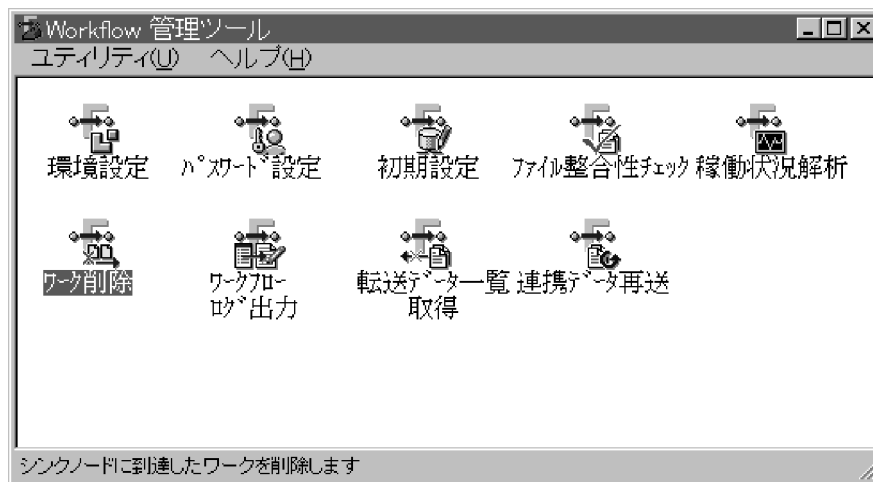 Workflow 管理ツール
ユティリティ(U) ヘルプ(H)
環境設定 ﾊﾟｽﾜｰﾄﾞ設定 初期設定 ﾌｧｲﾙ整合性ﾁｪｯｸ 稼働状況解析
ﾜｰｸ削除 ﾜｰｸﾌﾛｰ 転送ﾃﾞｰﾀ一覧 連携ﾃﾞｰﾀ再送
ﾛｸﾞ出力 取得
シンクノードに到達したワークを削除します